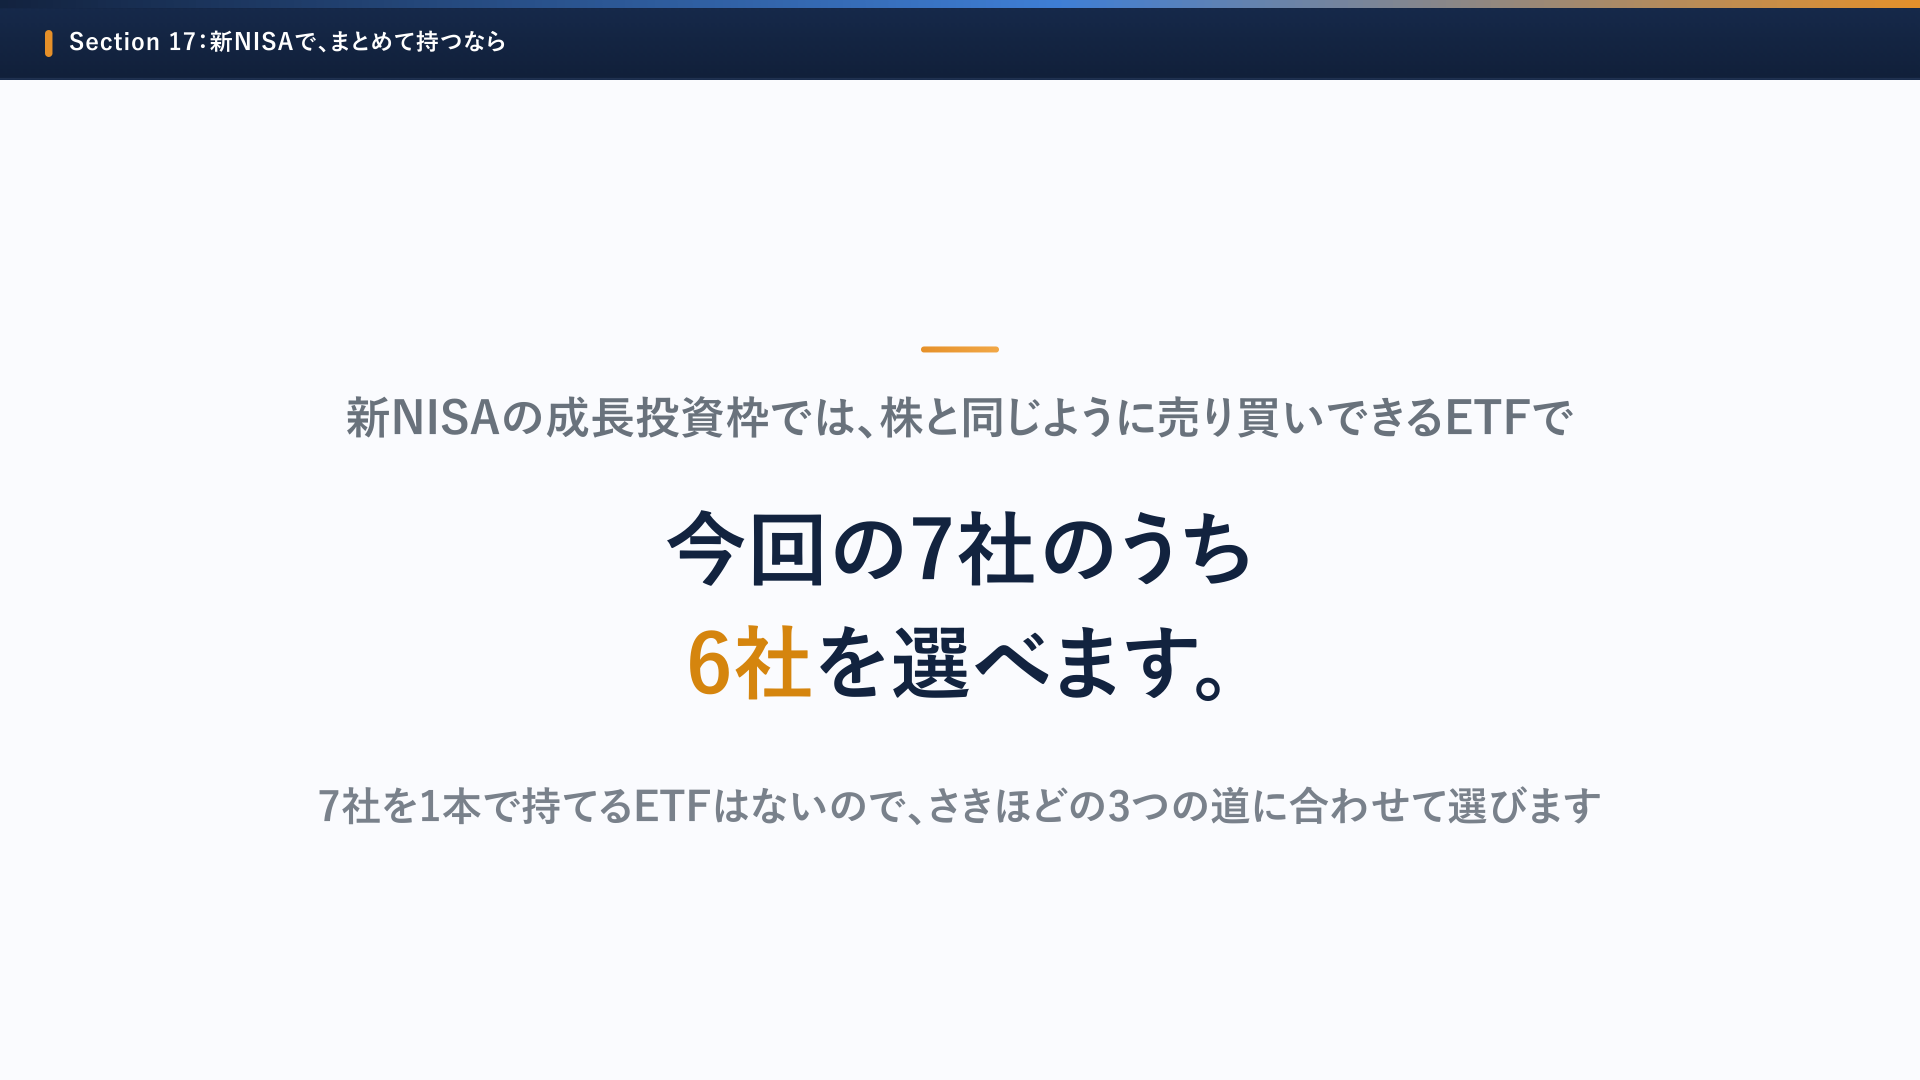 Section 17：新NISAで、まとめて持つなら
新NISAの成長投資枠では、株と同じように売り買いできるETFで
今回の7社のうち
6社を選べます。
7社を1本で持てるETFはないので、さきほどの3つの道に合わせて選びます